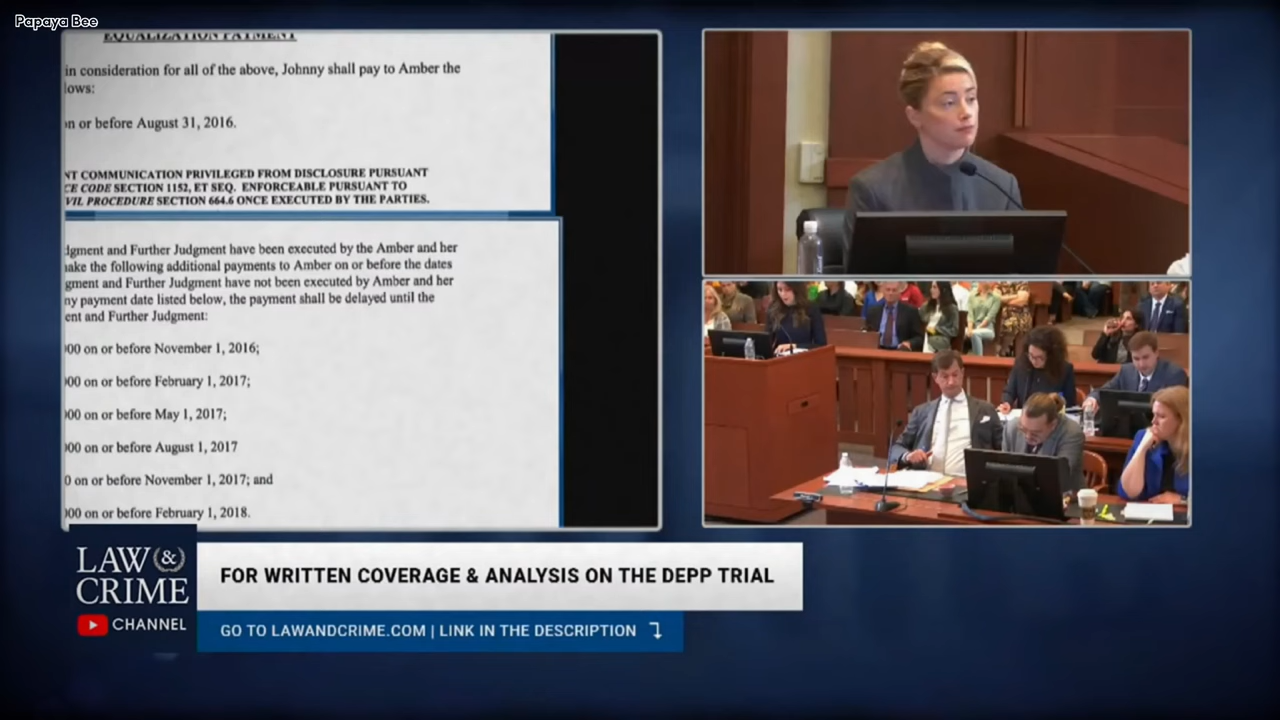 Papaya Bee
EQUALIZATION PAYMENT
in consideration for all of the above, Johnny shall pay to Amber the
lows:
on or before August 31, 2016.
NT COMMUNICATION PRIVILEGED FROM DISCLOSURE PURSUANT
CE CODE SECTION 1152, ET SEQ. ENFORCEABLE PURSUANT TO
VIL PROCEDURE SECTION 664.6 ONCE EXECUTED BY THE PARTIES.
dgment and Further Judgment have been executed by the Amber and her
ake the following additional payments to Amber on or before the dates
gment and Further Judgment have not been executed by Amber and her
ny payment date listed below, the payment shall be delayed until the
ent and Further Judgment:
000 on or before November 1, 2016;
000 on or before February 1, 2017;
000 on or before May 1, 2017;
000 on or before August 1, 2017
0 on or before November 1, 2017; and
000 on or before February 1, 2018.
LAW &
CRIME
CHANNEL
FOR WRITTEN COVERAGE & ANALYSIS ON THE DEPP TRIAL
GO TO LAWANDCRIME.COM | LINK IN THE DESCRIPTION